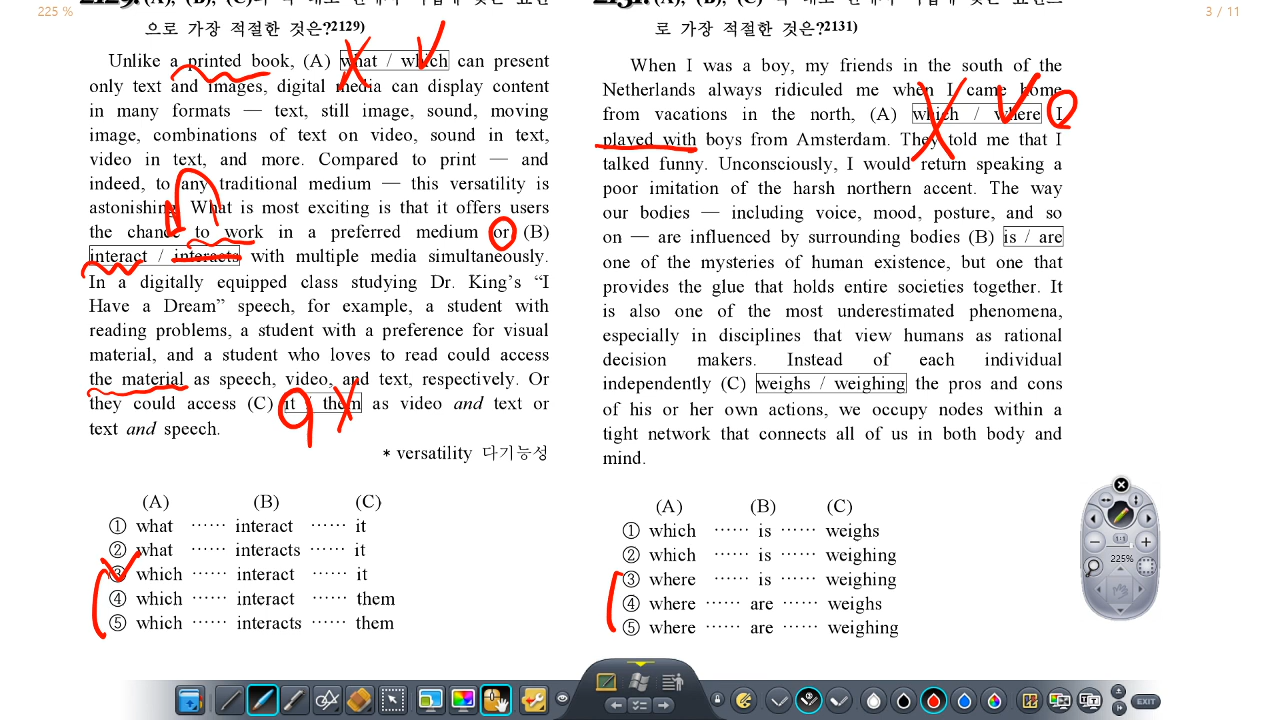 225 %
3 / 11
으로 가장 적절한 것은?2129)
Unlike a printed book, (A) what / which can present
only text and images, digital media can display content
in many formats — text, still image, sound, moving
image, combinations of text on video, sound in text,
video in text, and more. Compared to print — and
indeed, to any traditional medium — this versatility is
astonishing. What is most exciting is that it offers users
the chance to work in a preferred medium or (B)
interact / interacts with multiple media simultaneously.
In a digitally equipped class studying Dr. King's “I
Have a Dream” speech, for example, a student with
reading problems, a student with a preference for visual
material, and a student who loves to read could access
the material as speech, video, and text, respectively. Or
they could access (C) it / them as video and text or
text and speech.
* versatility 다기능성
(A) (B) (C)
① what ⋯⋯ interact ⋯⋯ it
② what ⋯⋯ interacts ⋯⋯ it
③ which ⋯⋯ interact ⋯⋯ it
④ which ⋯⋯ interact ⋯⋯ them
⑤ which ⋯⋯ interacts ⋯⋯ them
로 가장 적절한 것은?2131)
When I was a boy, my friends in the south of the
Netherlands always ridiculed me when I came home
from vacations in the north, (A) which / where I
played with boys from Amsterdam. They told me that I
talked funny. Unconsciously, I would return speaking a
poor imitation of the harsh northern accent. The way
our bodies — including voice, mood, posture, and so
on — are influenced by surrounding bodies (B) is / are
one of the mysteries of human existence, but one that
provides the glue that holds entire societies together. It
is also one of the most underestimated phenomena,
especially in disciplines that view humans as rational
decision makers. Instead of each individual
independently (C) weighs / weighing the pros and cons
of his or her own actions, we occupy nodes within a
tight network that connects all of us in both body and
mind.
(A) (B) (C)
① which ⋯⋯ is ⋯⋯ weighs
② which ⋯⋯ is ⋯⋯ weighing
③ where ⋯⋯ is ⋯⋯ weighing
④ where ⋯⋯ are ⋯⋯ weighs
⑤ where ⋯⋯ are ⋯⋯ weighing
1:1
225%
EXIT